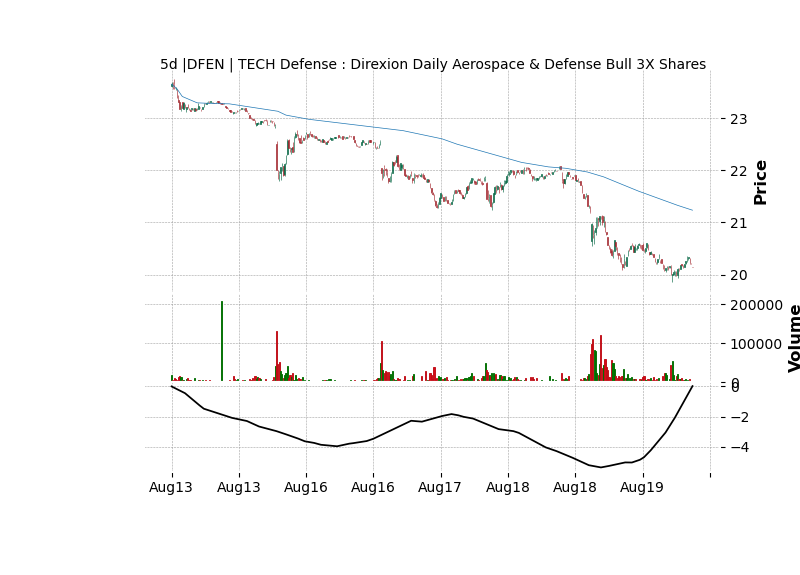 5d |DFEN | TECH Defense : Direxion Daily Aerospace & Defense Bull 3X Shares
23
22
21
20
Price
200000
100000
0
Volume
0
−2
−4
Aug13 Aug13 Aug16 Aug16 Aug17 Aug18 Aug18 Aug19